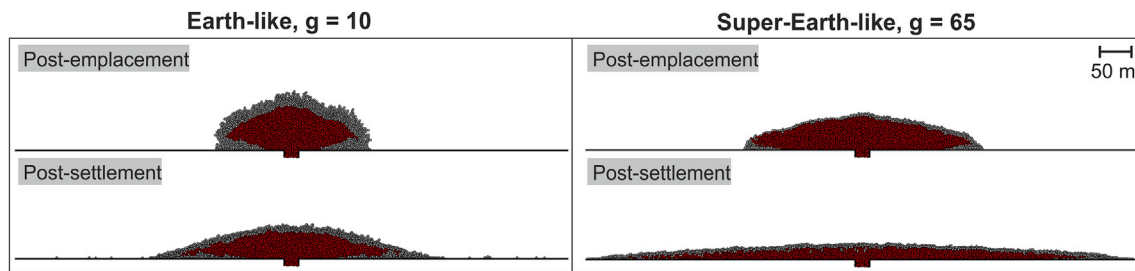 Earth-like, g = 10
Super-Earth-like, g = 65
Post-emplacement
Post-emplacement
50 m
Post-settlement
Post-settlement